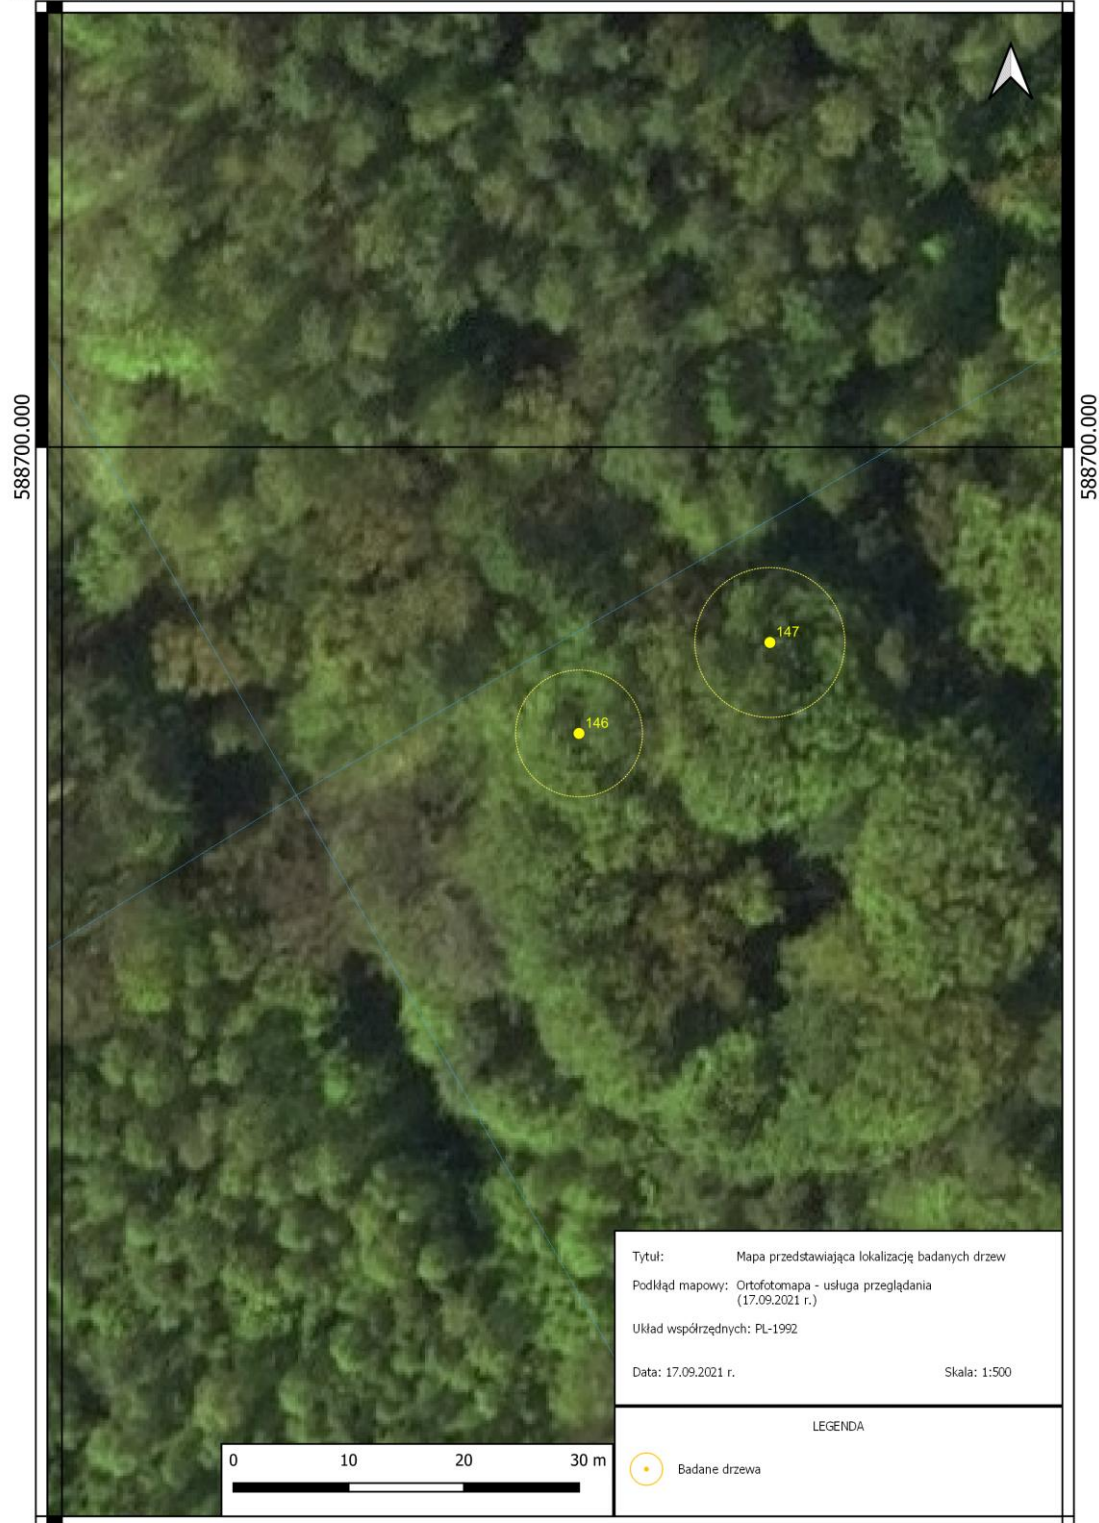 588700.000
588700.000
147
146
Tytuł: Mapa przedstawiająca lokalizację badanych drzew
Podkład mapowy: Ortofotomapa - usługa przeglądania
(17.09.2021 r.)
Układ współrzędnych: PL-1992
Data: 17.09.2021 r. Skala: 1:500
LEGENDA
Badane drzewa
0 10 20 30 m